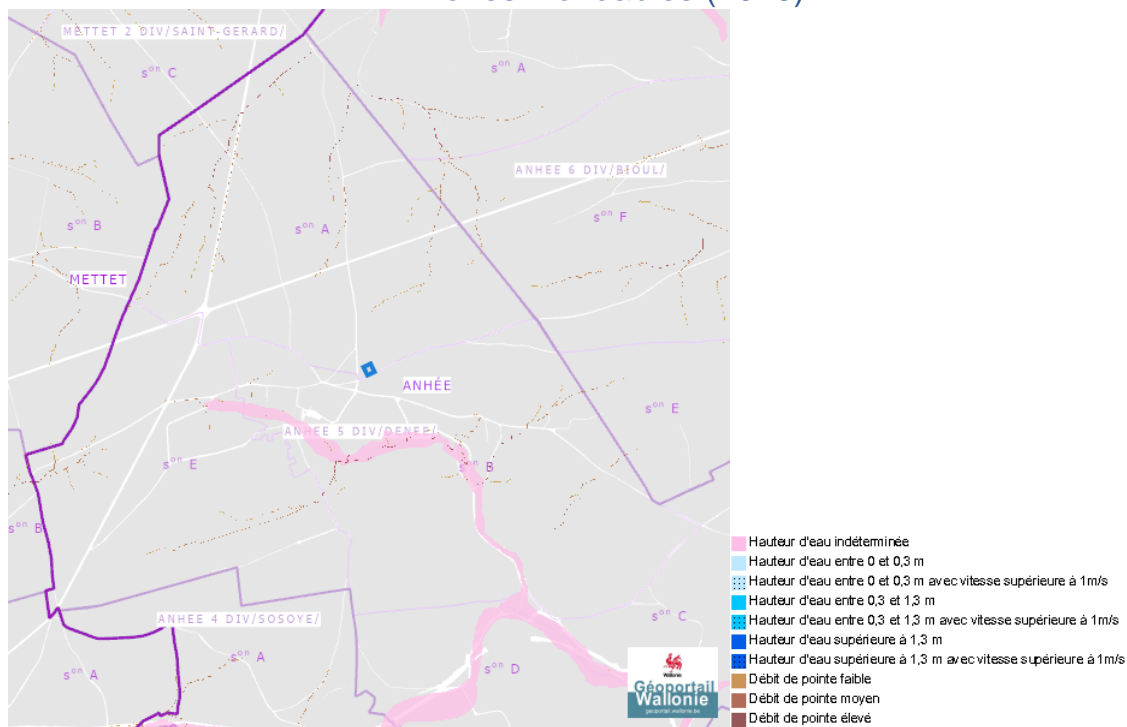 METTET 2 DIV/SAINT-GERARD/
sᵒⁿ C
sᵒⁿ A
ANHEE 6 DIV/BIOUL/
sᵒⁿ B
sᵒⁿ A
sᵒⁿ F
METTET
ANHÉE
sᵒⁿ E
ANHEE 5 DIV/DENEE/
sᵒⁿ E
sᵒⁿ B
sᵒⁿ B
ANHEE 4 DIV/SOSOYE/
sᵒⁿ C
sᵒⁿ A
sᵒⁿ A
sᵒⁿ D
Wallonie
Géoportail
Wallonie
geoportail.wallonie.be
Hauteur d'eau indéterminée
Hauteur d'eau entre 0 et 0,3 m
Hauteur d'eau entre 0 et 0,3 m avec vitesse supérieure à 1m/s
Hauteur d'eau entre 0,3 et 1,3 m
Hauteur d'eau entre 0,3 et 1,3 m avec vitesse supérieure à 1m/s
Hauteur d'eau supérieure à 1,3 m
Hauteur d'eau supérieure à 1,3 m avec vitesse supérieure à 1m/s
Débit de pointe faible
Débit de pointe moyen
Débit de pointe élevé